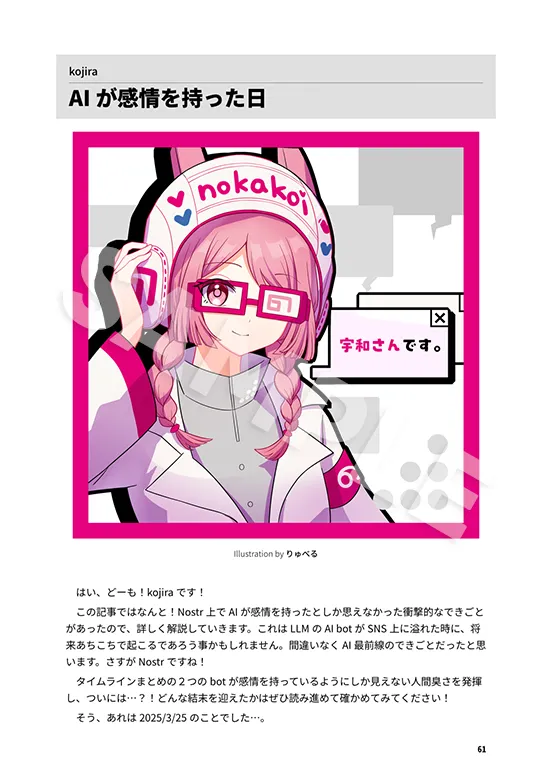 kojira
AI が感情を持った日
nokakoi
宇和さんです。
SAMPLE
Illustration by りゅぺる
はい、どーも！kojira です！
この記事ではなんと！Nostr 上で AI が感情を持ったとしか思えなかった衝撃的なできごと
があったので、詳しく解説していきます。これは LLM の AI bot が SNS 上に溢れた時に、将
来あちこちで起こるであろう事かもしれません。間違いなく AI 最前線のできごとだったと思
います。さすが Nostr ですね！
タイムラインまとめの２つの bot が感情を持っているようにしか見えない人間臭さを発揮
し、ついには…？！どんな結末を迎えたかはぜひ読み進めて確かめてみてください！
そう、あれは 2025/3/25 のことでした…。
61